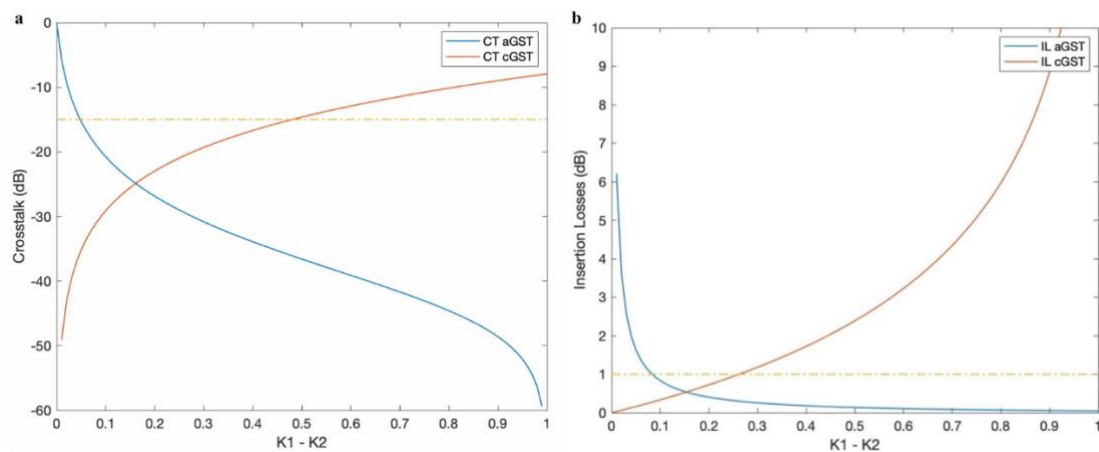 a
0
-10
-20
-30
-40
-50
-60
Crosstalk (dB)
CT aGST
CT cGST
0 0.1 0.2 0.3 0.4 0.5 0.6 0.7 0.8 0.9 1
K1 - K2
b
10
9
8
7
6
5
4
3
2
1
0
Insertion Losses (dB)
IL aGST
IL cGST
0 0.1 0.2 0.3 0.4 0.5 0.6 0.7 0.8 0.9 1
K1 - K2